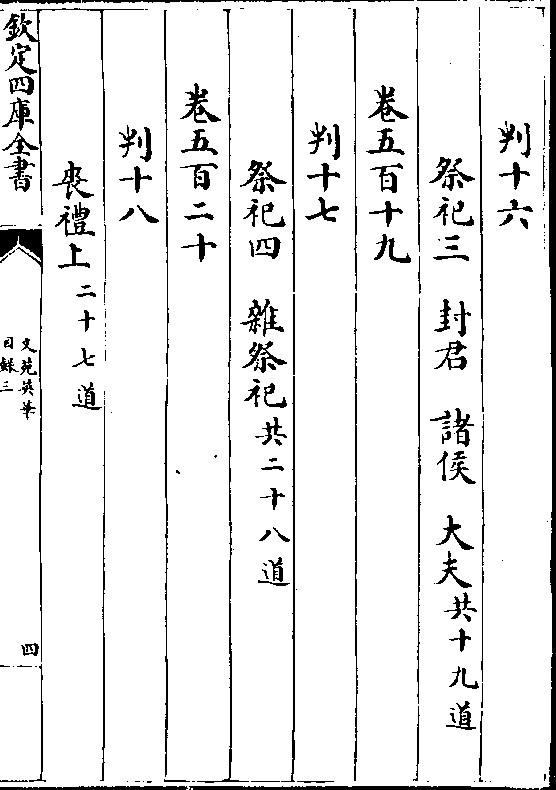 判十六
祭祀三　封君　諸侯　大夫共十九道
卷五百十九
判十七
祭祀四　雜祭祀共二十八道
卷五百二十
判十八
喪禮上二十七道
欽定四庫全書
文苑英華
目録三
四